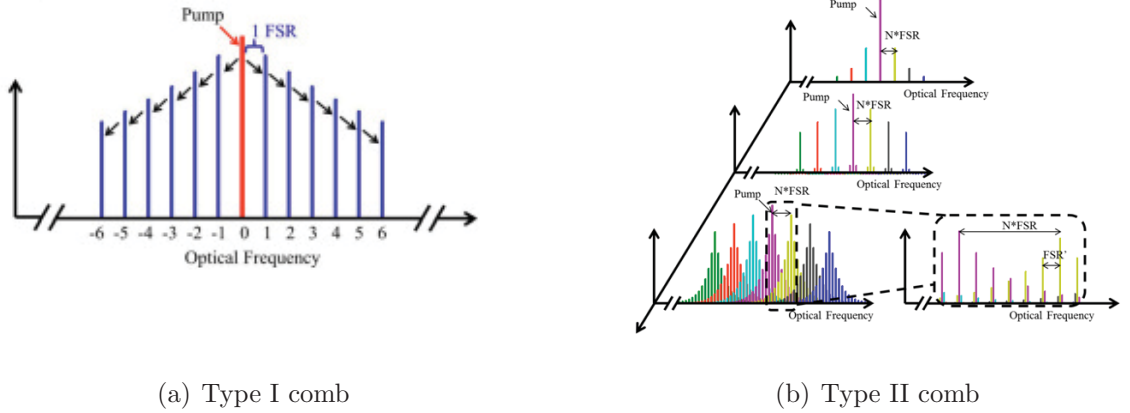 Pump
1 FSR
-6 -5 -4 -3 -2 -1 0 1 2 3 4 5 6
Optical Frequency
(a) Type I comb
Pump
N*FSR
Optical Frequency
Pump
N*FSR
Optical Frequency
Pump
N*FSR
Optical Frequency
N*FSR
FSR'
Optical Frequency
(b) Type II comb